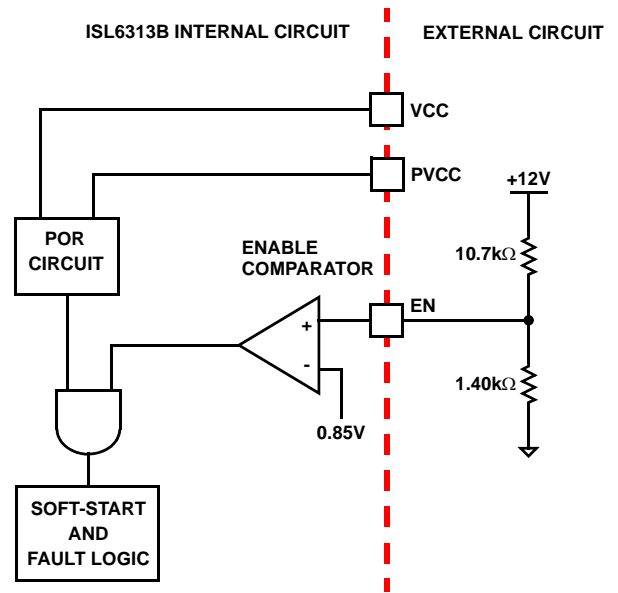 ISL6313B INTERNAL CIRCUIT
EXTERNAL CIRCUIT
VCC
PVCC
+12V
POR
CIRCUIT
ENABLE
COMPARATOR
10.7kΩ
EN
+
-
0.85V
1.40kΩ
SOFT-START
AND
FAULT LOGIC